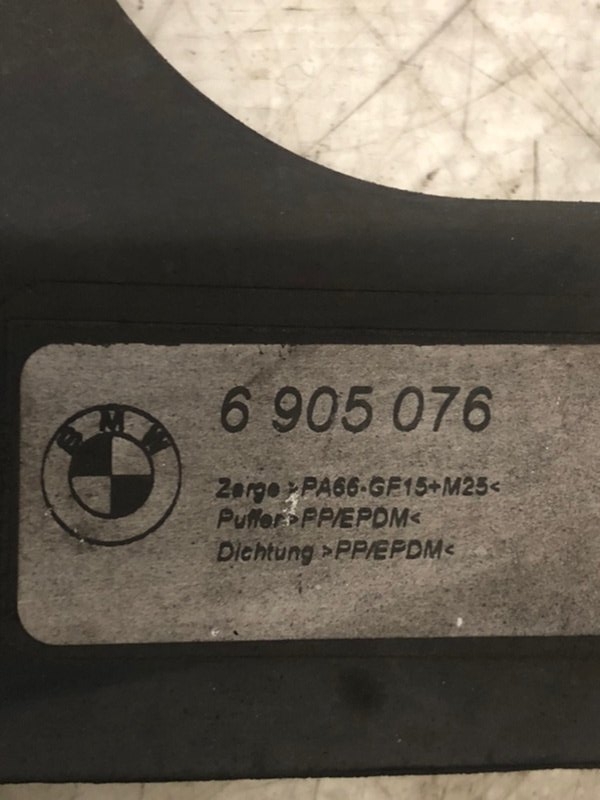 BMW
6 905 076
Zarge >PA66-GF15+M25<
Puffer >PP/EPDM<
Dichtung >PP/EPDM<